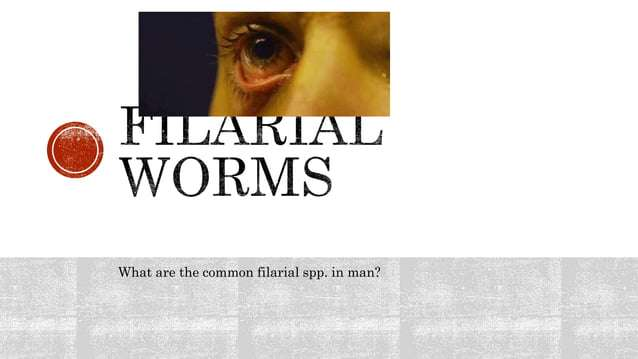 FILARIAL
WORMS
What are the common filarial spp. in man?